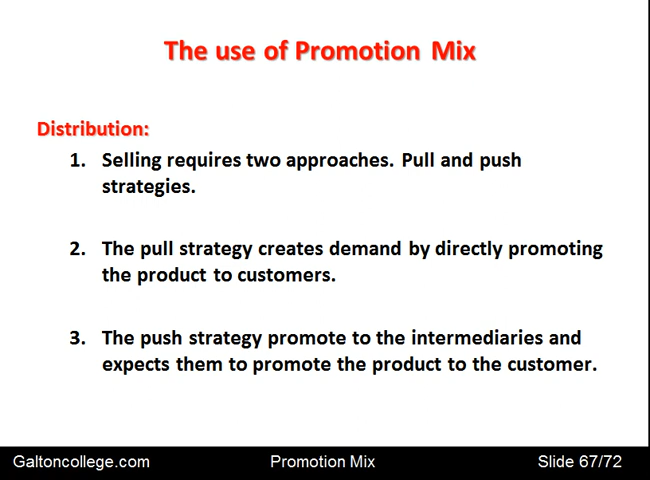 The use of Promotion Mix
Distribution:
1. Selling requires two approaches. Pull and push
strategies.
2. The pull strategy creates demand by directly promoting
the product to customers.
3. The push strategy promote to the intermediaries and
expects them to promote the product to the customer.
Galtoncollege.com Promotion Mix Slide 67/72